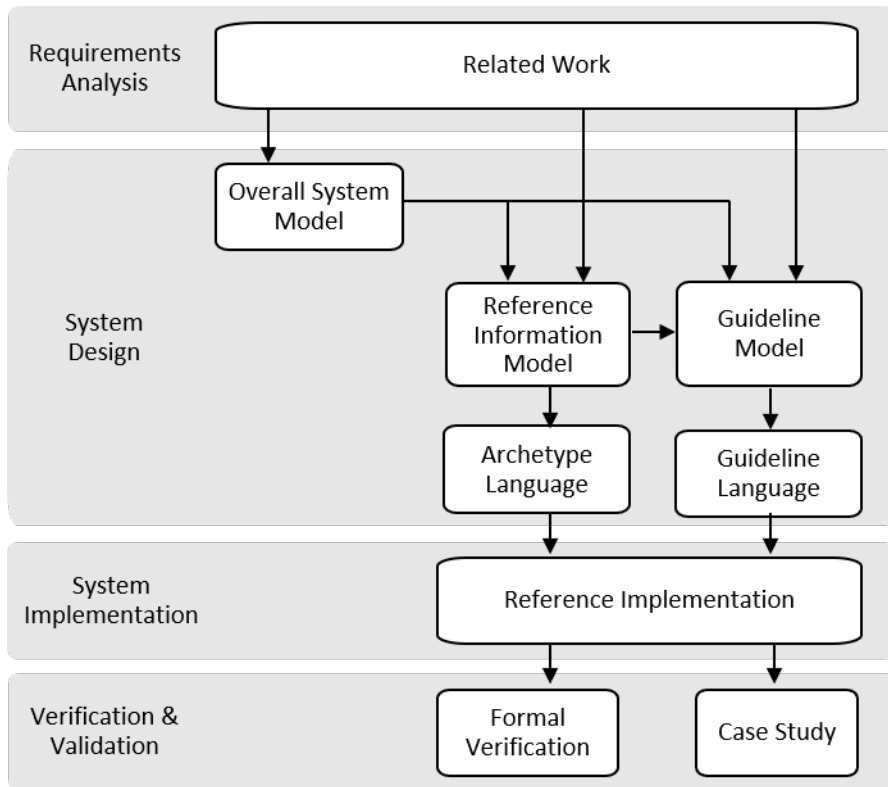 Requirements
Analysis
Related Work
Overall System
Model
System
Design
Reference
Information
Model
Guideline
Model
Archetype
Language
Guideline
Language
System
Implementation
Reference Implementation
Verification &
Validation
Formal
Verification
Case Study